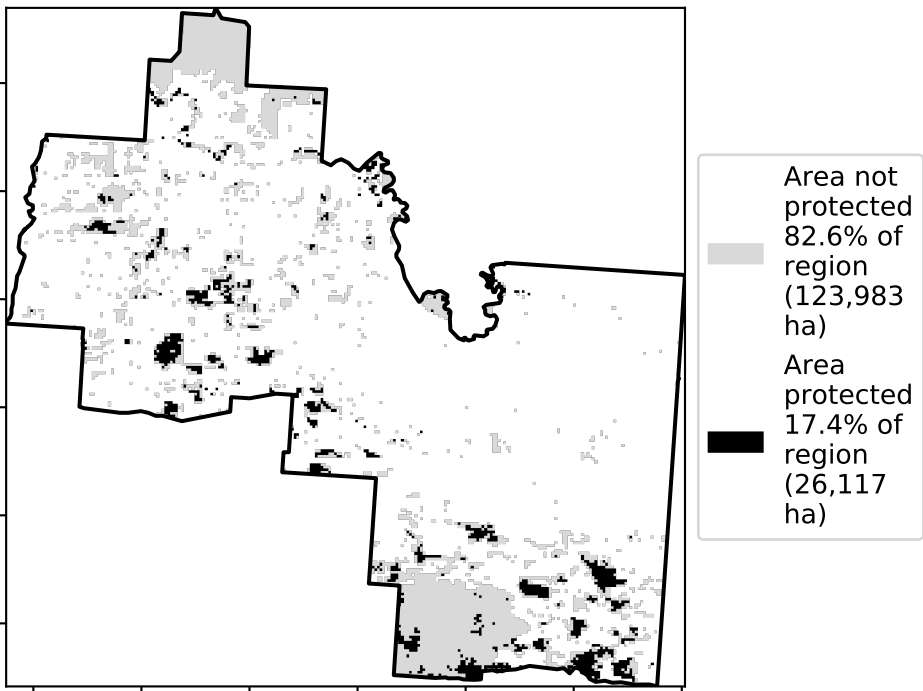 Area not
protected
82.6% of
region
(123,983
ha)
Area
protected
17.4% of
region
(26,117
ha)